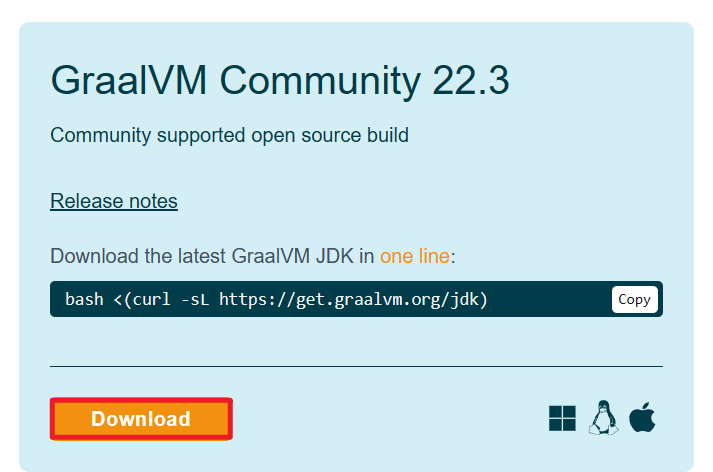 GraalVM Community 22.3
Community supported open source build
Release notes
Download the latest GraalVM JDK in one line:
bash <(curl -sL https://get.graalvm.org/jdk)
Copy
Download